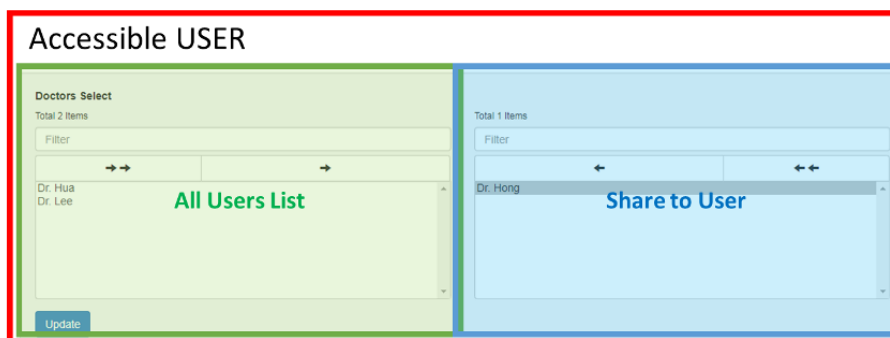 Accessible USER
Doctors Select
Total 2 Items
Filter
→→ →
Dr. Hua
Dr. Lee
All Users List
Update
Total 1 Items
Filter
← ←←
Dr. Hong
Share to User